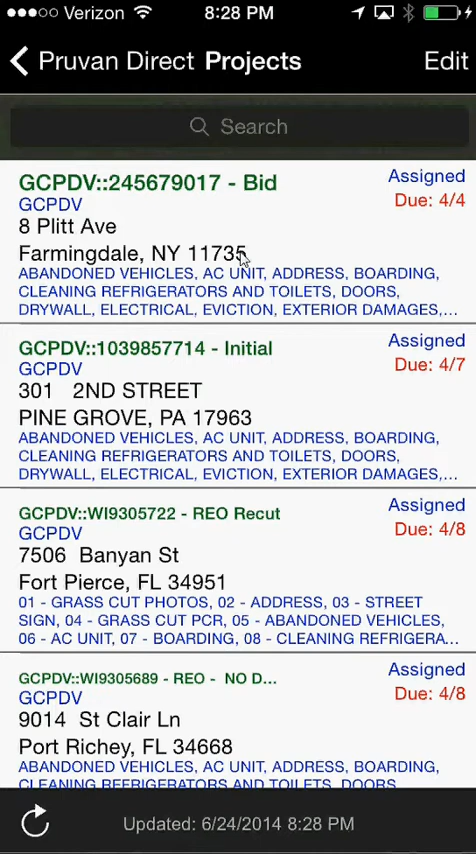 Verizon 8:28 PM
Pruvan Direct Projects Edit
Search
GCPDV::245679017 - Bid Assigned
GCPDV Due: 4/4
8 Plitt Ave
Farmingdale, NY 11735
ABANDONED VEHICLES, AC UNIT, ADDRESS, BOARDING,
CLEANING REFRIGERATORS AND TOILETS, DOORS,
DRYWALL, ELECTRICAL, EVICTION, EXTERIOR DAMAGES,...
GCPDV::1039857714 - Initial Assigned
GCPDV Due: 4/7
301 2ND STREET
PINE GROVE, PA 17963
ABANDONED VEHICLES, AC UNIT, ADDRESS, BOARDING,
CLEANING REFRIGERATORS AND TOILETS, DOORS,
DRYWALL, ELECTRICAL, EVICTION, EXTERIOR DAMAGES,...
GCPDV::WI9305722 - REO Recut Assigned
GCPDV Due: 4/8
7506 Banyan St
Fort Pierce, FL 34951
01 - GRASS CUT PHOTOS, 02 - ADDRESS, 03 - STREET
SIGN, 04 - GRASS CUT PCR, 05 - ABANDONED VEHICLES,
06 - AC UNIT, 07 - BOARDING, 08 - CLEANING REFRIGERA...
GCPDV::WI9305689 - REO - NO D... Assigned
GCPDV Due: 4/8
9014 St Clair Ln
Port Richey, FL 34668
ABANDONED VEHICLES, AC UNIT, ADDRESS, BOARDING,
CLEANING REFRIGERATORS AND TOILETS, DOORS,
Updated: 6/24/2014 8:28 PM